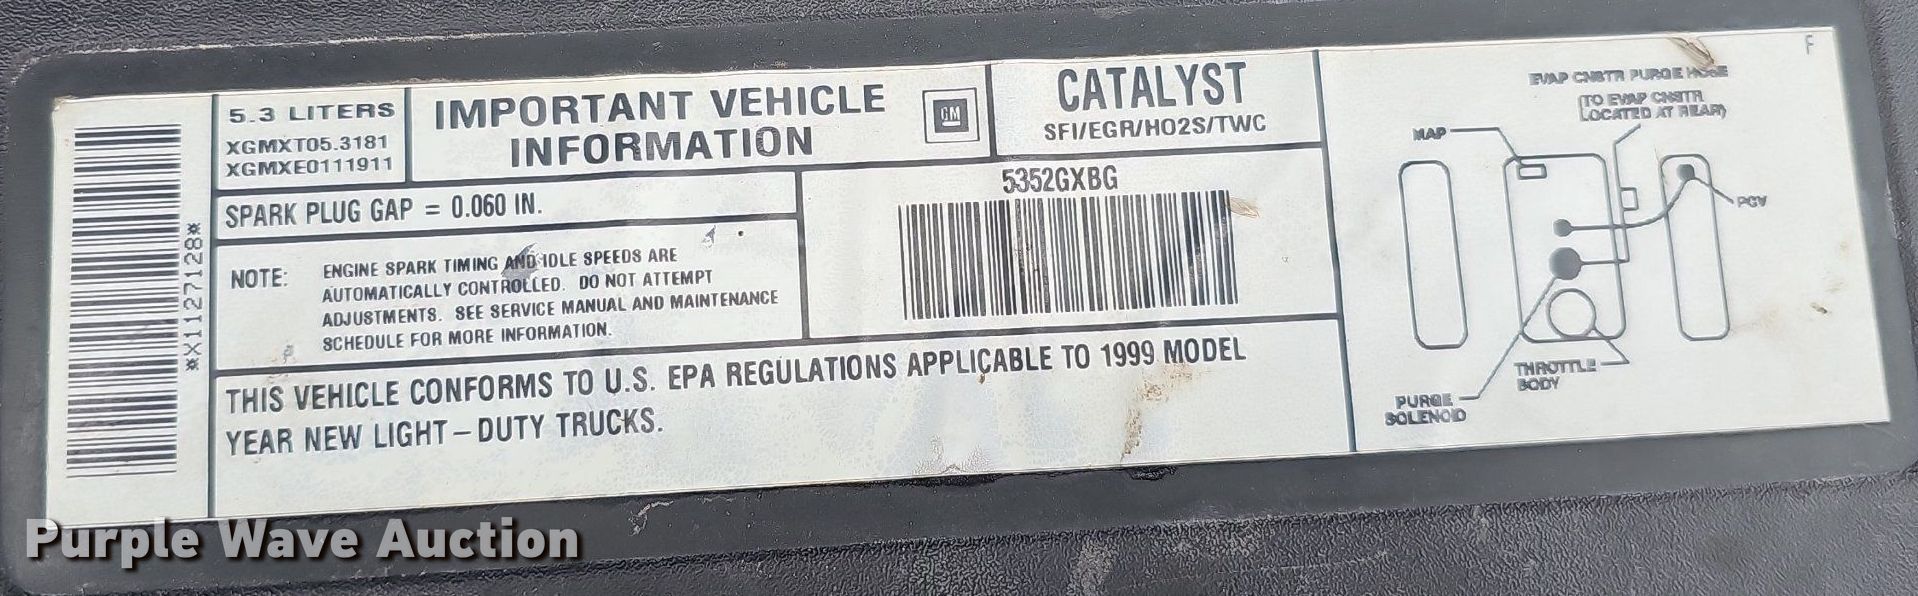 **X1127128**
5.3 LITERS
XGMXT05.3181
XGMXE0111911
IMPORTANT VEHICLE
INFORMATION
GM
CATALYST
SFI/EGR/HO2S/TWC
SPARK PLUG GAP = 0.060 IN.
5352GXBG
NOTE: ENGINE SPARK TIMING AND IDLE SPEEDS ARE
AUTOMATICALLY CONTROLLED. DO NOT ATTEMPT
ADJUSTMENTS. SEE SERVICE MANUAL AND MAINTENANCE
SCHEDULE FOR MORE INFORMATION.
THIS VEHICLE CONFORMS TO U.S. EPA REGULATIONS APPLICABLE TO 1999 MODEL
YEAR NEW LIGHT-DUTY TRUCKS.
F
EVAP CNSTR PURGE HOSE
(TO EVAP CNSTR
LOCATED AT REAR)
MAP
PCV
THROTTLE
BODY
PURGE
SOLENOID
Purple Wave Auction